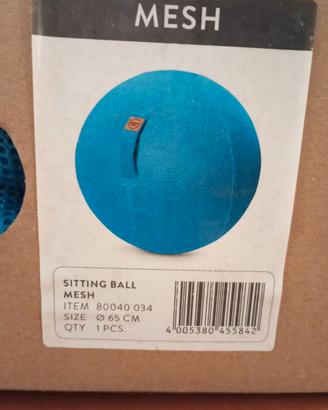 MESH
SITTING BALL
MESH
ITEM 80040 034
SIZE Ø 65 CM
QTY 1 PCS.
4 005380 455842